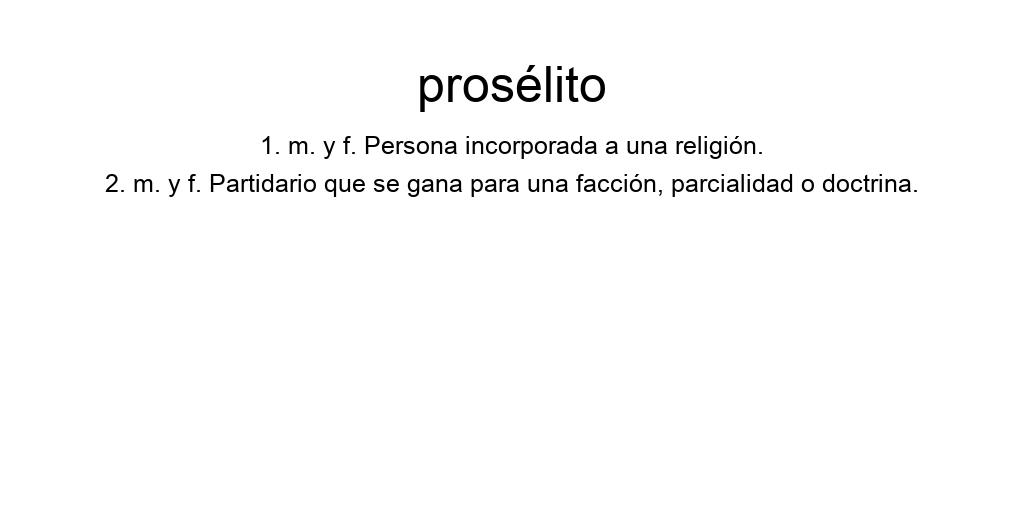 prosélito
1. m. y f. Persona incorporada a una religión.
2. m. y f. Partidario que se gana para una facción, parcialidad o doctrina.